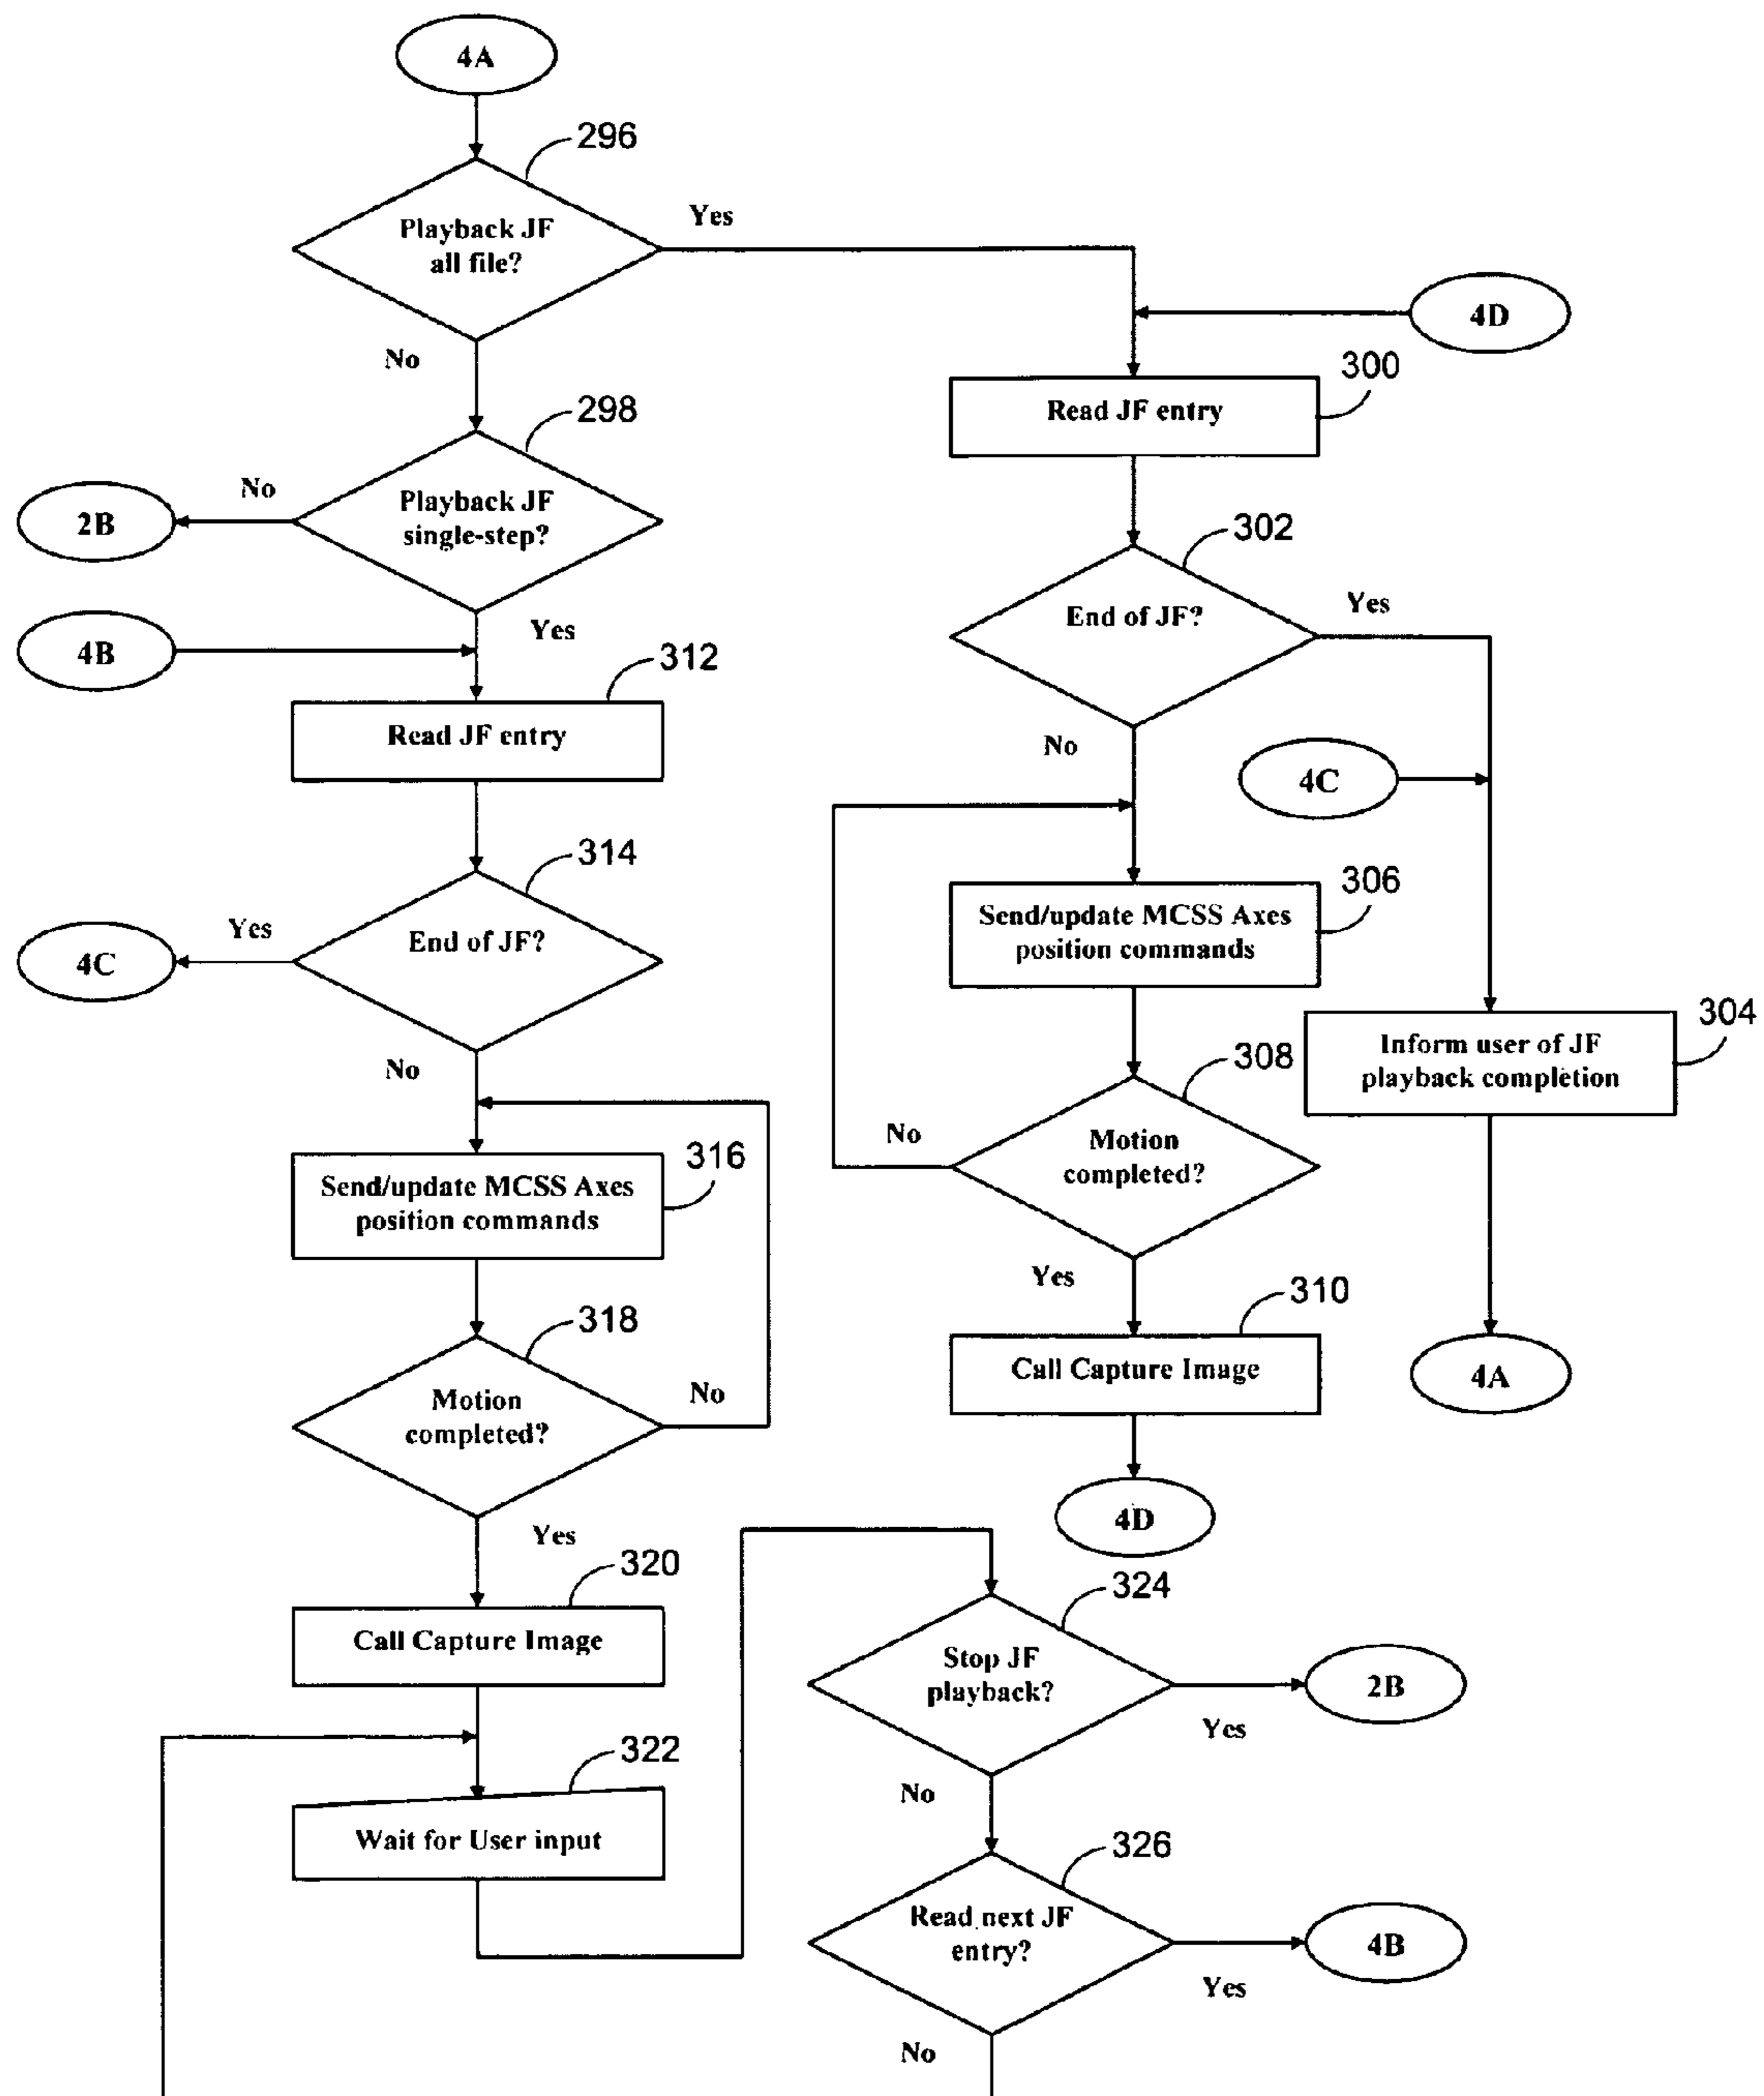 4A
296
Playback JF
all file?
Yes
No
4D
300
Read JF entry
298
Playback JF
single-step?
No
2B
Yes
4B
302
End of JF?
Yes
No
312
Read JF entry
4C
314
End of JF?
Yes
4C
No
306
Send/update MCSS Axes
position commands
304
Inform user of JF
playback completion
308
Motion
completed?
No
Yes
316
Send/update MCSS Axes
position commands
310
Call Capture Image
4A
318
Motion
completed?
No
Yes
4D
320
Call Capture Image
324
Stop JF
playback?
2B
Yes
No
322
Wait for User input
326
Read next JF
entry?
4B
Yes
No